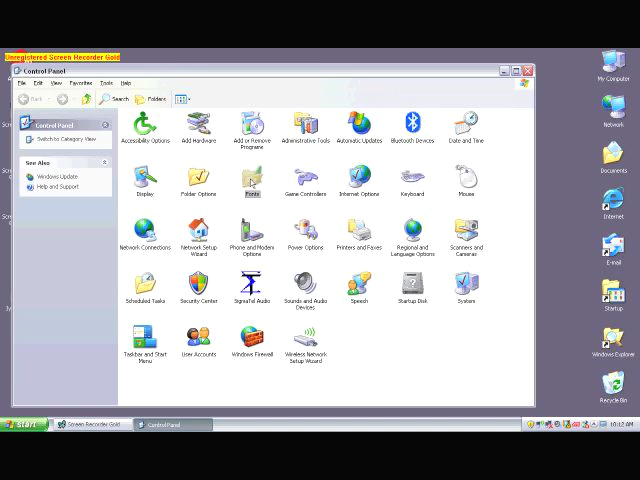 Unregistered Screen Recorder Gold
Control Panel
File Edit View Favorites Tools Help
Back Search Folders
Control Panel
Switch to Category View
See Also
Windows Update
Help and Support
Accessibility Options
Add Hardware
Add or Remove
Programs
Administrative Tools
Automatic Updates
Bluetooth Devices
Date and Time
Display
Folder Options
Fonts
Game Controllers
Internet Options
Keyboard
Mouse
Network Connections
Network Setup
Wizard
Phone and Modem
Options
Power Options
Printers and Faxes
Regional and
Language Options
Scanners and
Cameras
Scheduled Tasks
Security Center
SigmaTel Audio
Sounds and Audio
Devices
Speech
Startup Disk
System
Taskbar and Start
Menu
User Accounts
Windows Firewall
Wireless Network
Setup Wizard
My Computer
Network
Documents
Internet
E-mail
Startup
Windows Explorer
Recycle Bin
start
Screen Recorder Gold
Control Panel
10:12 AM